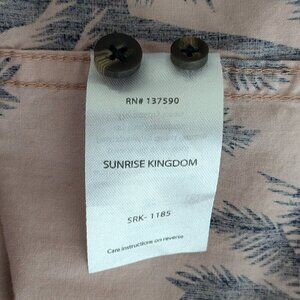 RN# 137590
SUNRISE KINGDOM
SRK- 1185
Care instructions on reverse